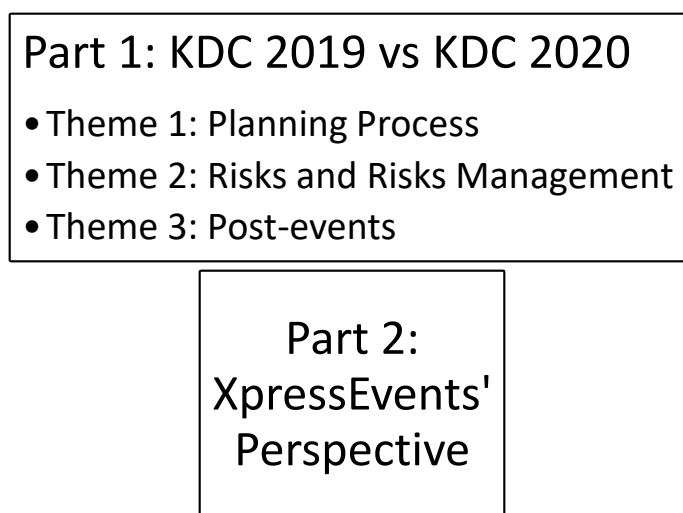 Part 1: KDC 2019 vs KDC 2020
• Theme 1: Planning Process
• Theme 2: Risks and Risks Management
• Theme 3: Post-events
Part 2:
XpressEvents'
Perspective